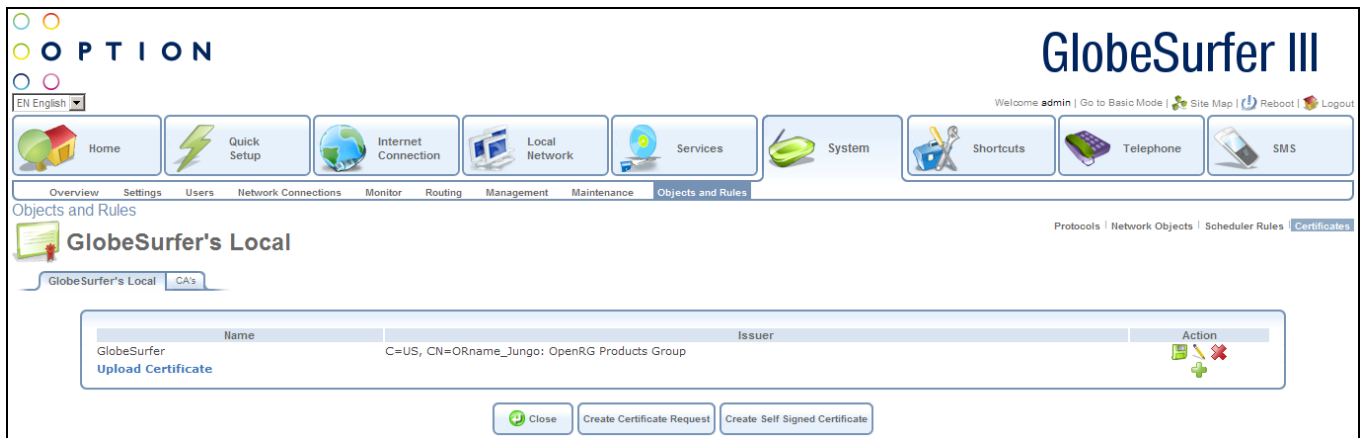 OPTION
GlobeSurfer III
EN English
Welcome admin | Go to Basic Mode | Site Map | Reboot | Logout
Home
Quick Setup
Internet Connection
Local Network
Services
System
Shortcuts
Telephone
SMS
Overview Settings Users Network Connections Monitor Routing Management Maintenance Objects and Rules
Objects and Rules
Protocols | Network Objects | Scheduler Rules | Certificates
GlobeSurfer's Local
GlobeSurfer's Local CA's
Name Issuer Action
GlobeSurfer C=US, CN=ORname_Jungo: OpenRG Products Group
Upload Certificate
Close Create Certificate Request Create Self Signed Certificate